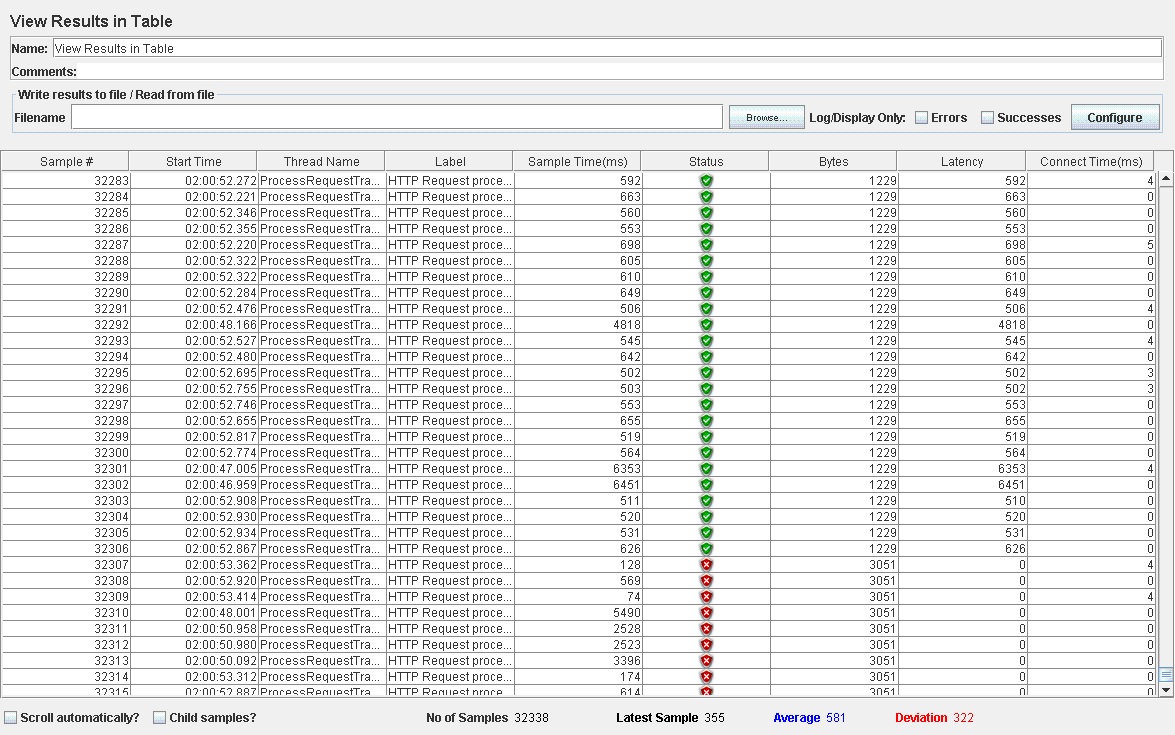 View Results in Table
Name: View Results in Table
Comments:
Write results to file / Read from file
Filename Browse... Log/Display Only: Errors Successes Configure
Sample # Start Time Thread Name Label Sample Time(ms) Status Bytes Latency Connect Time(ms)
32283 02:00:52.272 ProcessRequestTra... HTTP Request proce... 592 1229 592 4
32284 02:00:52.221 ProcessRequestTra... HTTP Request proce... 663 1229 663 0
32285 02:00:52.346 ProcessRequestTra... HTTP Request proce... 560 1229 560 0
32286 02:00:52.355 ProcessRequestTra... HTTP Request proce... 553 1229 553 0
32287 02:00:52.220 ProcessRequestTra... HTTP Request proce... 698 1229 698 5
32288 02:00:52.322 ProcessRequestTra... HTTP Request proce... 605 1229 605 0
32289 02:00:52.322 ProcessRequestTra... HTTP Request proce... 610 1229 610 0
32290 02:00:52.284 ProcessRequestTra... HTTP Request proce... 649 1229 649 0
32291 02:00:52.476 ProcessRequestTra... HTTP Request proce... 506 1229 506 4
32292 02:00:48.166 ProcessRequestTra... HTTP Request proce... 4818 1229 4818 0
32293 02:00:52.527 ProcessRequestTra... HTTP Request proce... 545 1229 545 4
32294 02:00:52.480 ProcessRequestTra... HTTP Request proce... 642 1229 642 0
32295 02:00:52.695 ProcessRequestTra... HTTP Request proce... 502 1229 502 3
32296 02:00:52.755 ProcessRequestTra... HTTP Request proce... 503 1229 502 3
32297 02:00:52.746 ProcessRequestTra... HTTP Request proce... 553 1229 553 0
32298 02:00:52.655 ProcessRequestTra... HTTP Request proce... 655 1229 655 0
32299 02:00:52.817 ProcessRequestTra... HTTP Request proce... 519 1229 519 0
32300 02:00:52.774 ProcessRequestTra... HTTP Request proce... 564 1229 564 0
32301 02:00:47.005 ProcessRequestTra... HTTP Request proce... 6353 1229 6353 4
32302 02:00:46.959 ProcessRequestTra... HTTP Request proce... 6451 1229 6451 0
32303 02:00:52.908 ProcessRequestTra... HTTP Request proce... 511 1229 510 0
32304 02:00:52.930 ProcessRequestTra... HTTP Request proce... 520 1229 520 0
32305 02:00:52.934 ProcessRequestTra... HTTP Request proce... 531 1229 531 0
32306 02:00:52.867 ProcessRequestTra... HTTP Request proce... 626 1229 626 0
32307 02:00:53.362 ProcessRequestTra... HTTP Request proce... 128 3051 0 4
32308 02:00:52.920 ProcessRequestTra... HTTP Request proce... 569 3051 0 0
32309 02:00:53.414 ProcessRequestTra... HTTP Request proce... 74 3051 0 4
32310 02:00:48.001 ProcessRequestTra... HTTP Request proce... 5490 3051 0 0
32311 02:00:50.958 ProcessRequestTra... HTTP Request proce... 2528 3051 0 0
32312 02:00:50.980 ProcessRequestTra... HTTP Request proce... 2523 3051 0 0
32313 02:00:50.092 ProcessRequestTra... HTTP Request proce... 3396 3051 0 0
32314 02:00:53.312 ProcessRequestTra... HTTP Request proce... 174 3051 0 0
32315 02:00:52.887 ProcessRequestTra... HTTP Request proce... 614 3051 0 0
Scroll automatically? Child samples? No of Samples 32338 Latest Sample 355 Average 581 Deviation 322